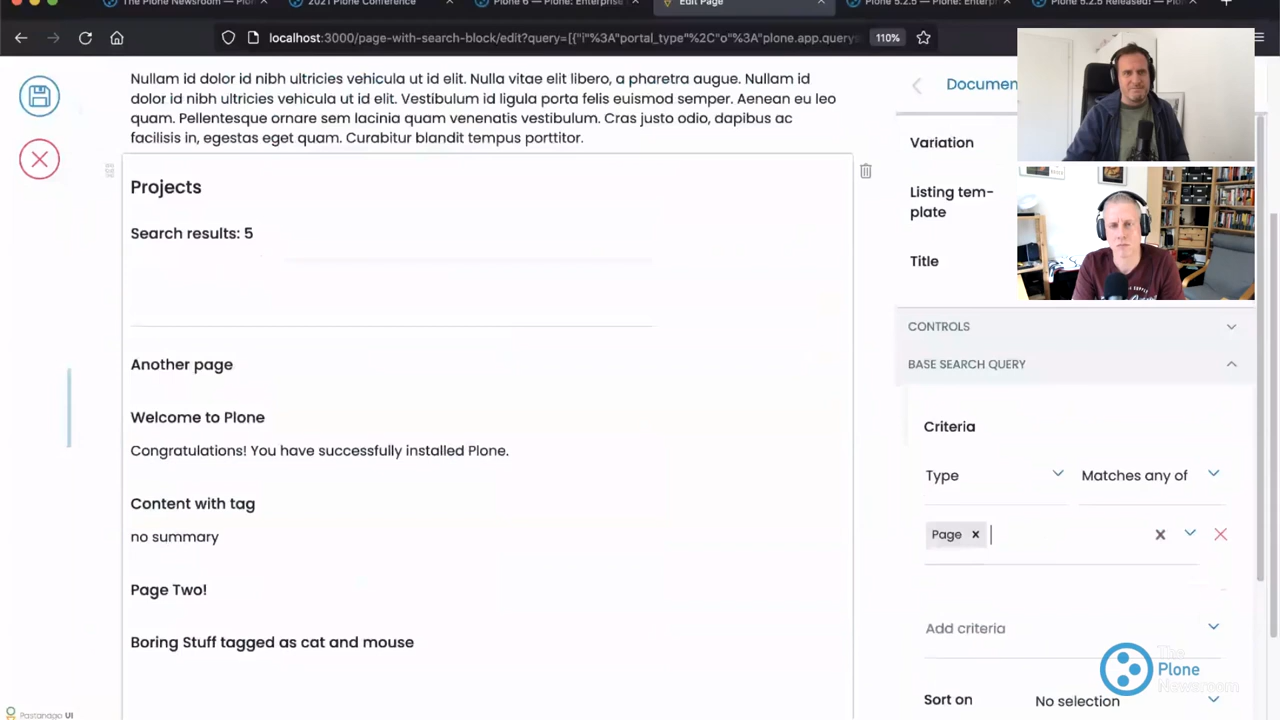 The Plone Newsroom —
2021 Plone Conference
Plone 6 — Plone: Enterprise
Edit Page
Plone 5.2.5 — Plone: Enterpr
Plone 5.2.5 Released! —
localhost:3000/page-with-search-block/edit?query=[{"i"%3A"portal_type"%2C"o"%3A"plone.app.querys
110%
Nullam id dolor id nibh ultricies vehicula ut id elit. Nulla vitae elit libero, a pharetra augue. Nullam id
dolor id nibh ultricies vehicula ut id elit. Vestibulum id ligula porta felis euismod semper. Aenean eu leo
quam. Pellentesque ornare sem lacinia quam venenatis vestibulum. Cras justo odio, dapibus ac
facilisis in, egestas eget quam. Curabitur blandit tempus porttitor.
Projects
Search results: 5
Another page
Welcome to Plone
Congratulations! You have successfully installed Plone.
Content with tag
no summary
Page Two!
Boring Stuff tagged as cat and mouse
Documen
Variation
Listing tem-
plate
Title
CONTROLS
BASE SEARCH QUERY
Criteria
Type
Matches any of
Page
Add criteria
Sort on
No selection
The
Plone
Newsroom
Pastanaga UI